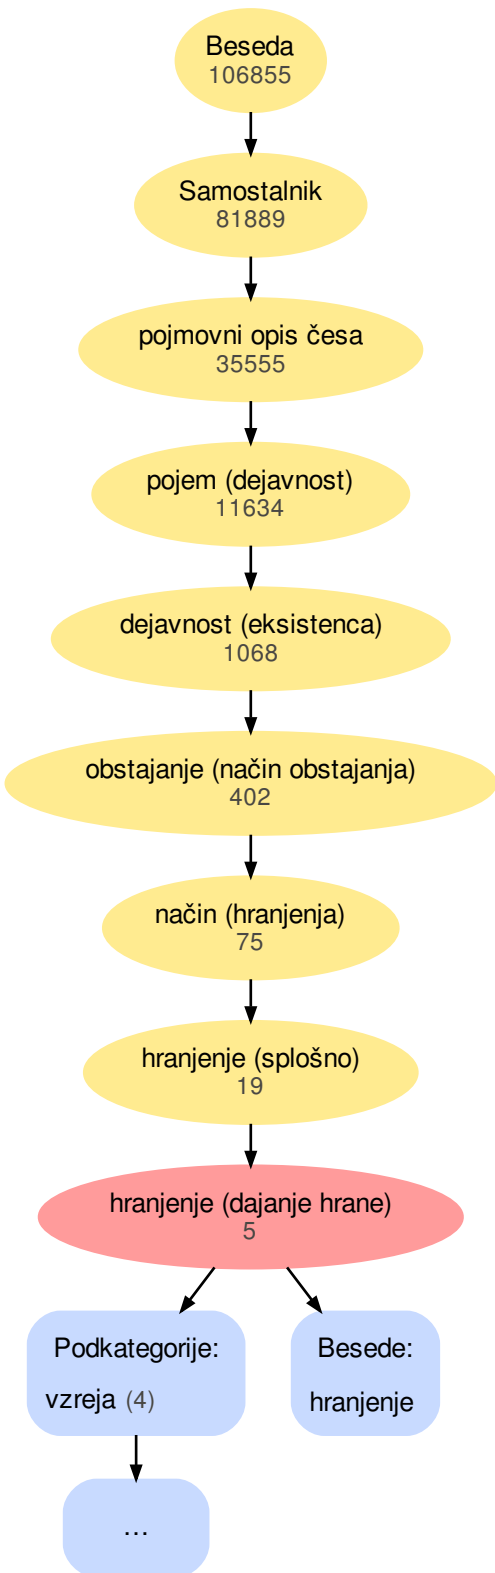 Beseda
106855
Samostalnik
81889
pojmovni opis česa
35555
pojem (dejavnost)
11634
dejavnost (eksistenca)
1068
obstajanje (način obstajanja)
402
način (hranjenja)
75
hranjenje (splošno)
19
hranjenje (dajanje hrane)
5
Podkategorije:
vzreja (4)
Besede:
hranjenje
...